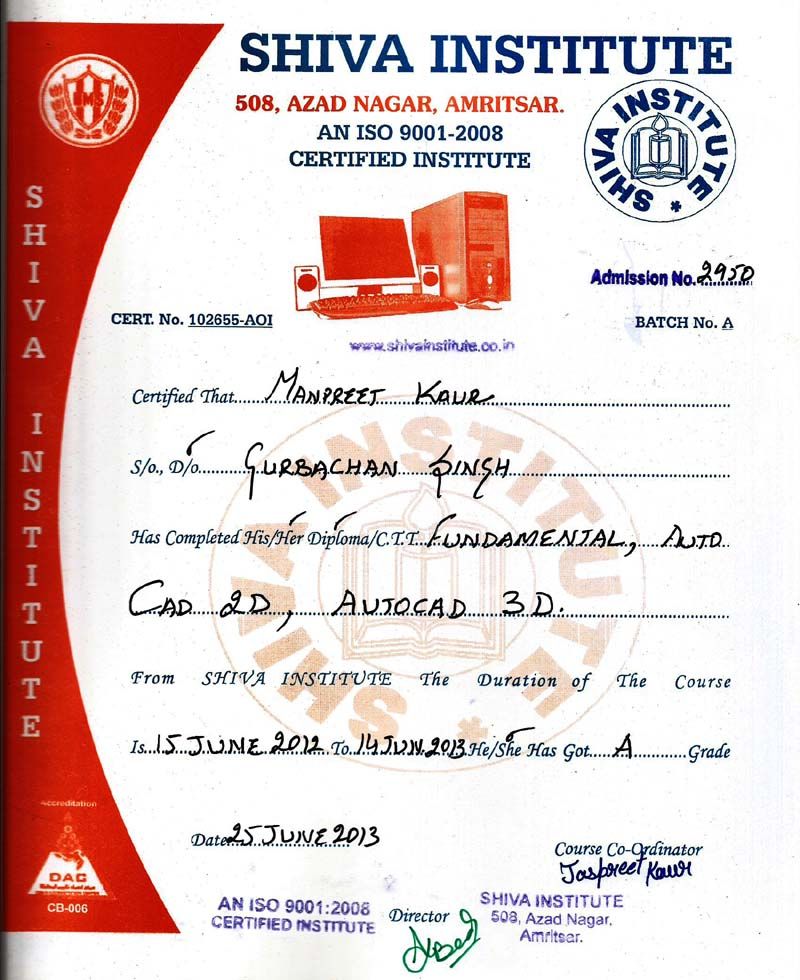 SHIVA INSTITUTE
508, AZAD NAGAR, AMRITSAR.
AN ISO 9001-2008
CERTIFIED INSTITUTE
SHIVA INSTITUTE *
Admission No. 2950
CERT. No. 102655-AOI
BATCH No. A
www.shivainstitute.co.in
Certified That MANPREET KAUR
S/o., D/o. GURBACHAN SINGH
Has Completed His/Her Diploma/C.T.T. FUNDAMENTAL, AUTO
CAD 2D, AUTOCAD 3D.
From SHIVA INSTITUTE The Duration of The Course
Is 15 JUNE 2012 To 14 JUN. 2013 He/She Has Got A Grade
Date 25 JUNE 2013
Course Co-Ordinator
Jaspreet Kaur
AN ISO 9001:2008
CERTIFIED INSTITUTE
Director
SHIVA INSTITUTE
508, Azad Nagar,
Amritsar.
SHIVA INSTITUTE
SHIVA INSTITUTE *
Accreditation
DAG
CB-006